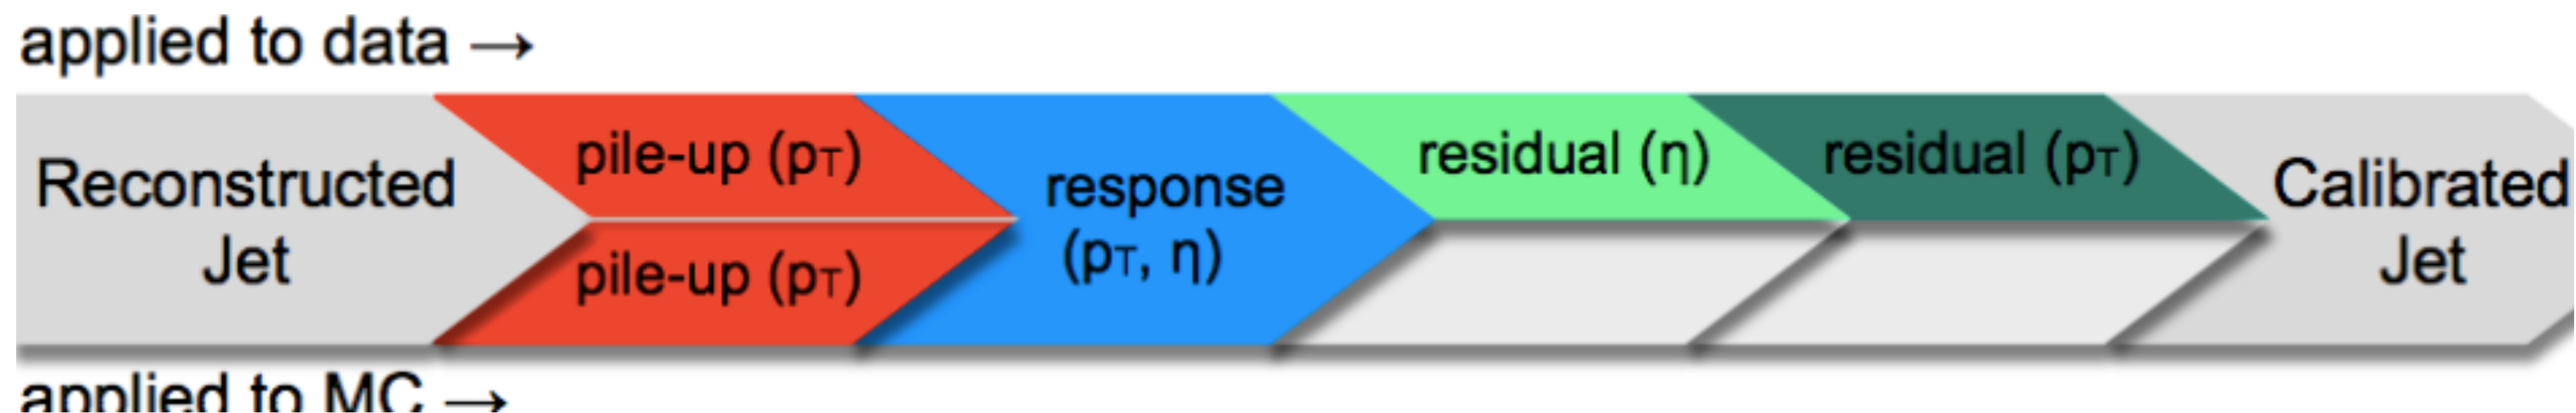 applied to data →
Reconstructed
Jet
pile-up (pT)
pile-up (pT)
response
(pT, η)
residual (η)
residual (pT)
Calibrated
Jet
applied to MC →